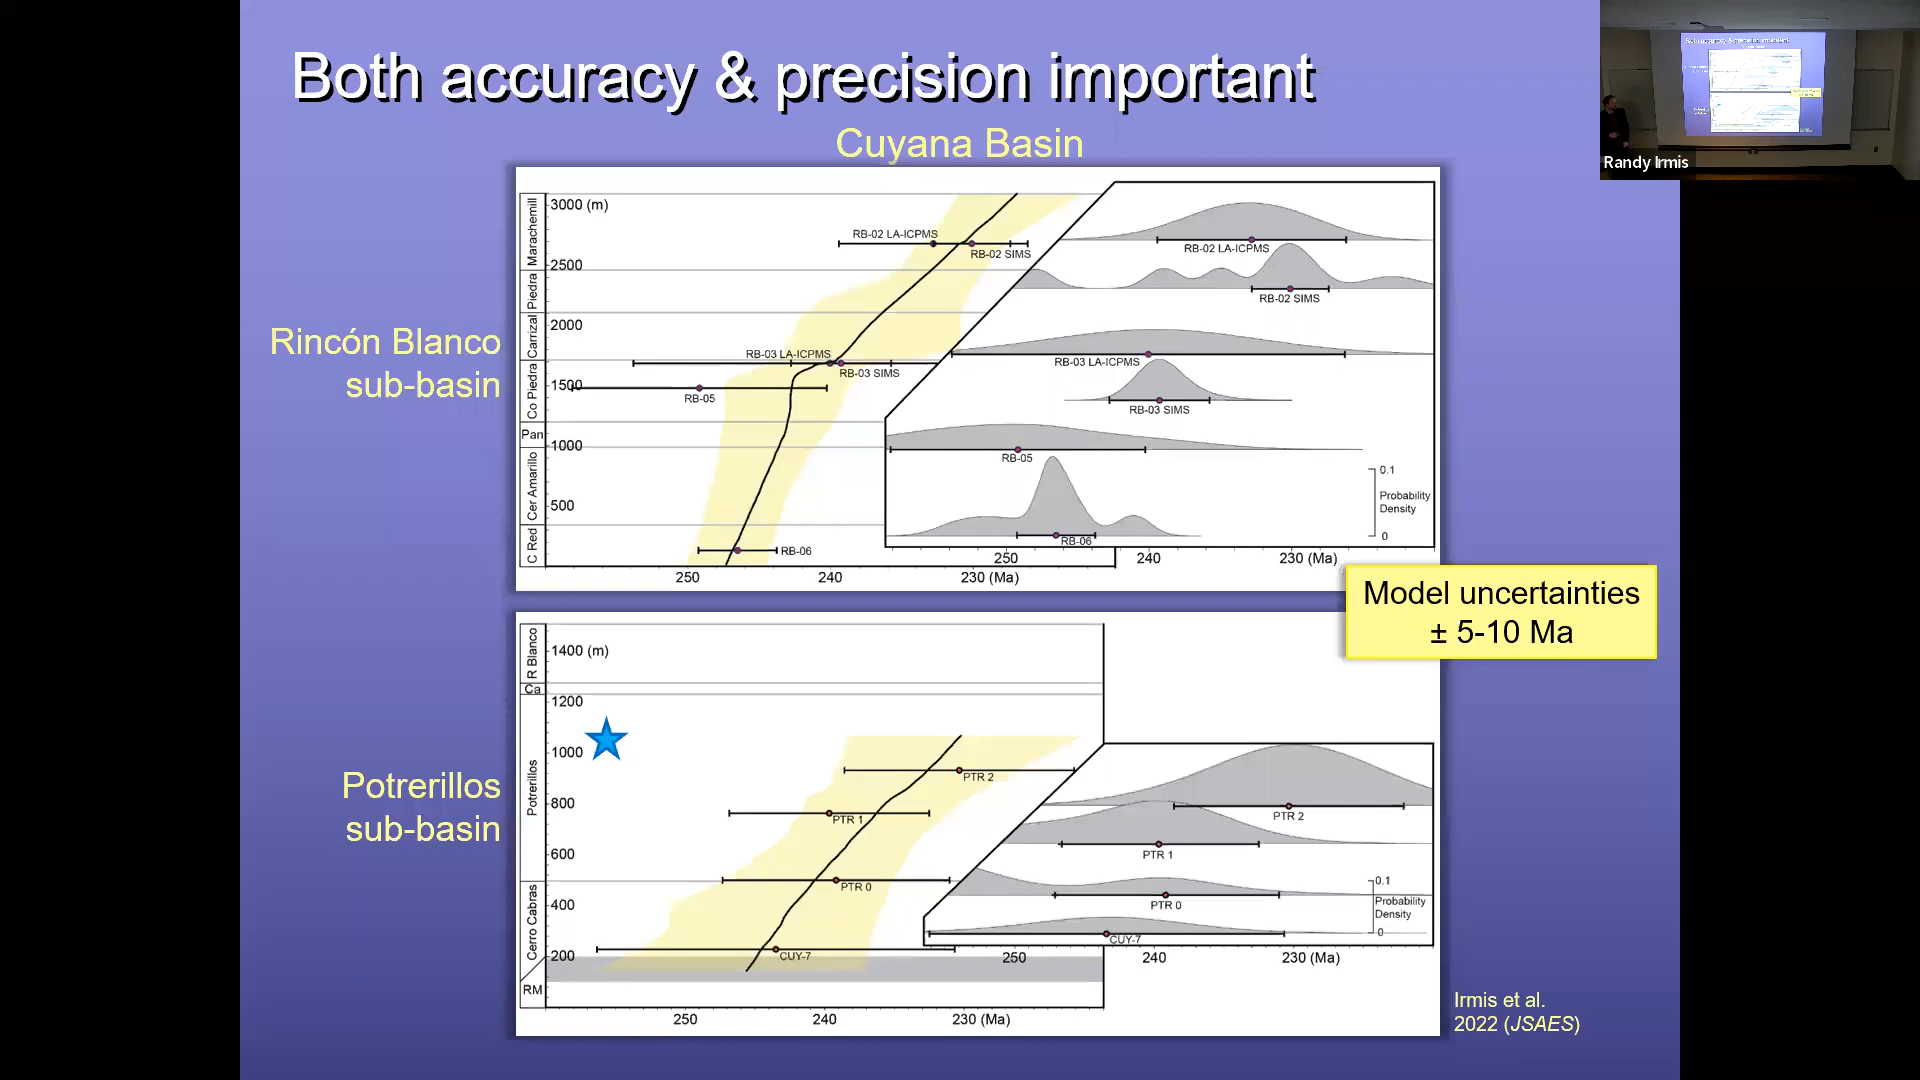 Both accuracy & precision important
Cuyana Basin
Randy Irmis
Rincón Blanco
sub-basin
Marachemill
Piedra
Carrizal
Co Piedra
Pan
Cer Amarillo
C Red
3000 (m)
2500
2000
1500
1000
500
RB-02 LA-ICPMS
RB-02 SIMS
RB-03 LA-ICPMS
RB-03 SIMS
RB-05
RB-06
250
240
230 (Ma)
RB-02 LA-ICPMS
RB-02 SIMS
RB-03 LA-ICPMS
RB-03 SIMS
RB-05
RB-06
0.1
Probability
Density
0
250
240
230 (Ma)
Model uncertainties
± 5-10 Ma
Potrerillos
sub-basin
R Blanco
Ca
Potrerillos
Cerro Cabras
RM
1400 (m)
1200
1000
800
600
400
200
PTR 2
PTR 1
PTR 0
CUY-7
250
240
230 (Ma)
PTR 2
PTR 1
PTR 0
CUY-7
0.1
Probability
Density
0
250
240
230 (Ma)
Irmis et al.
2022 (JSAES)